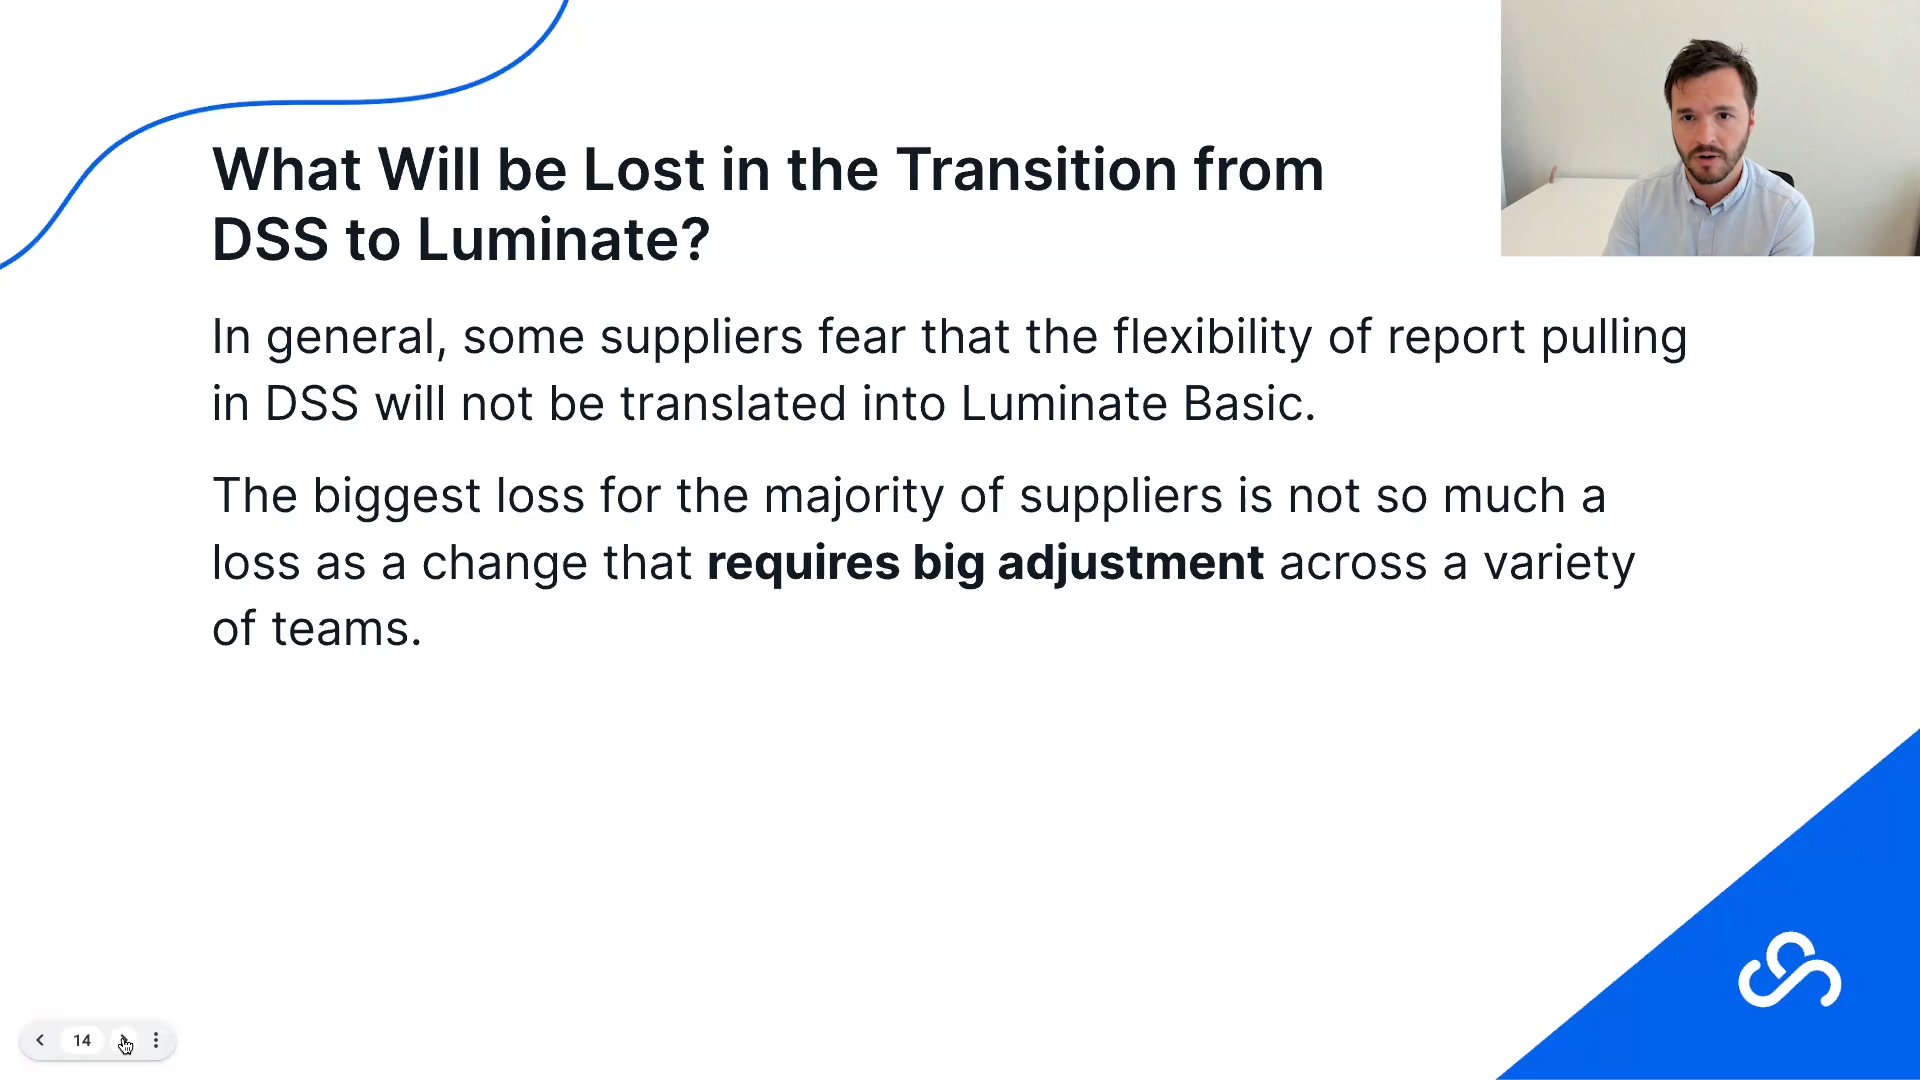 What Will be Lost in the Transition from
DSS to Luminate?
In general, some suppliers fear that the flexibility of report pulling
in DSS will not be translated into Luminate Basic.
The biggest loss for the majority of suppliers is not so much a
loss as a change that requires big adjustment across a variety
of teams.
14